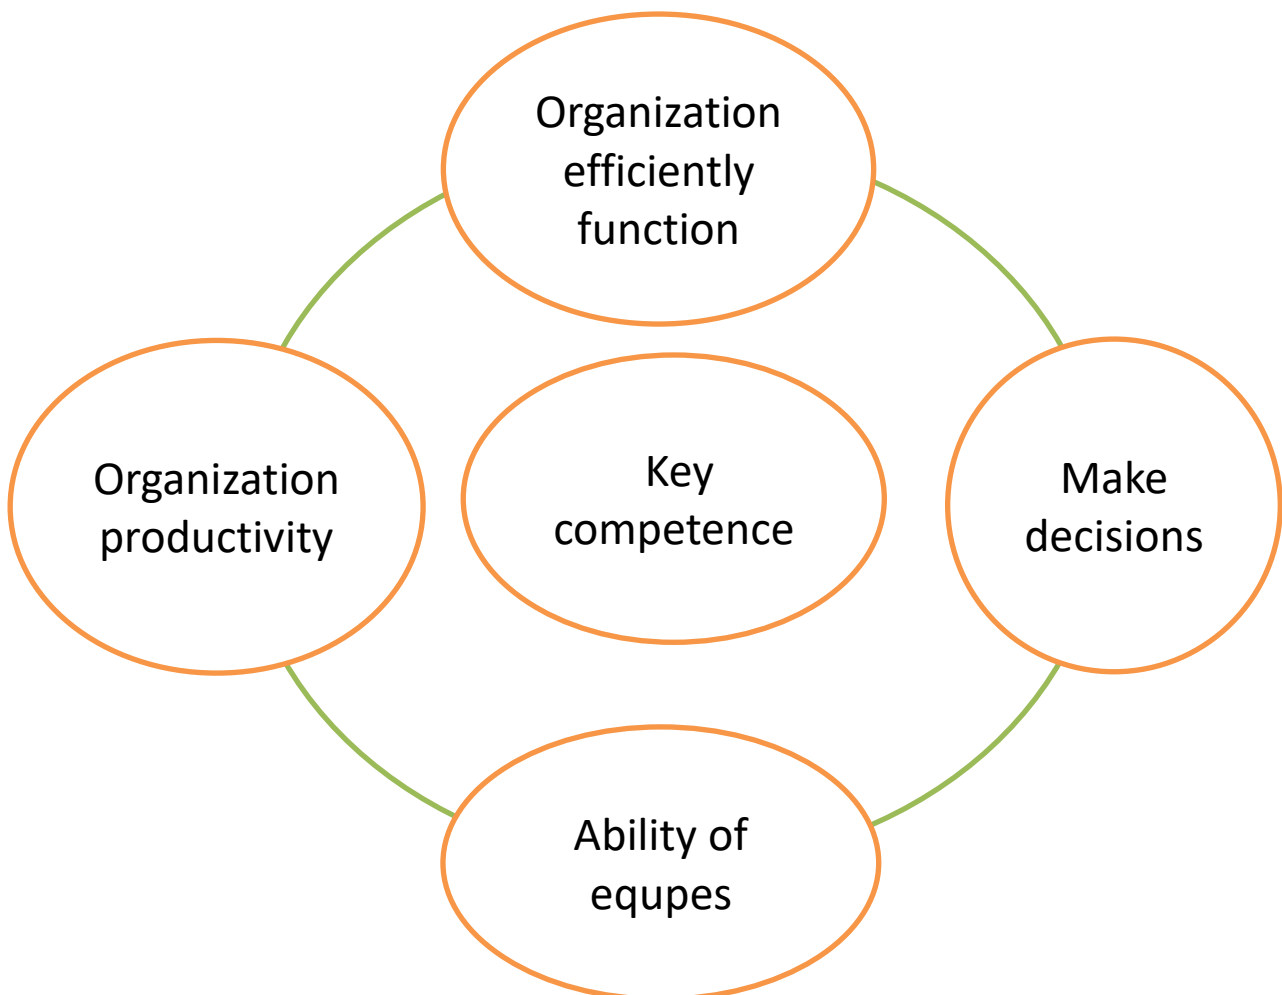 Organization
efficiently
function
Organization
productivity
Key
competence
Make
decisions
Ability of
equpes